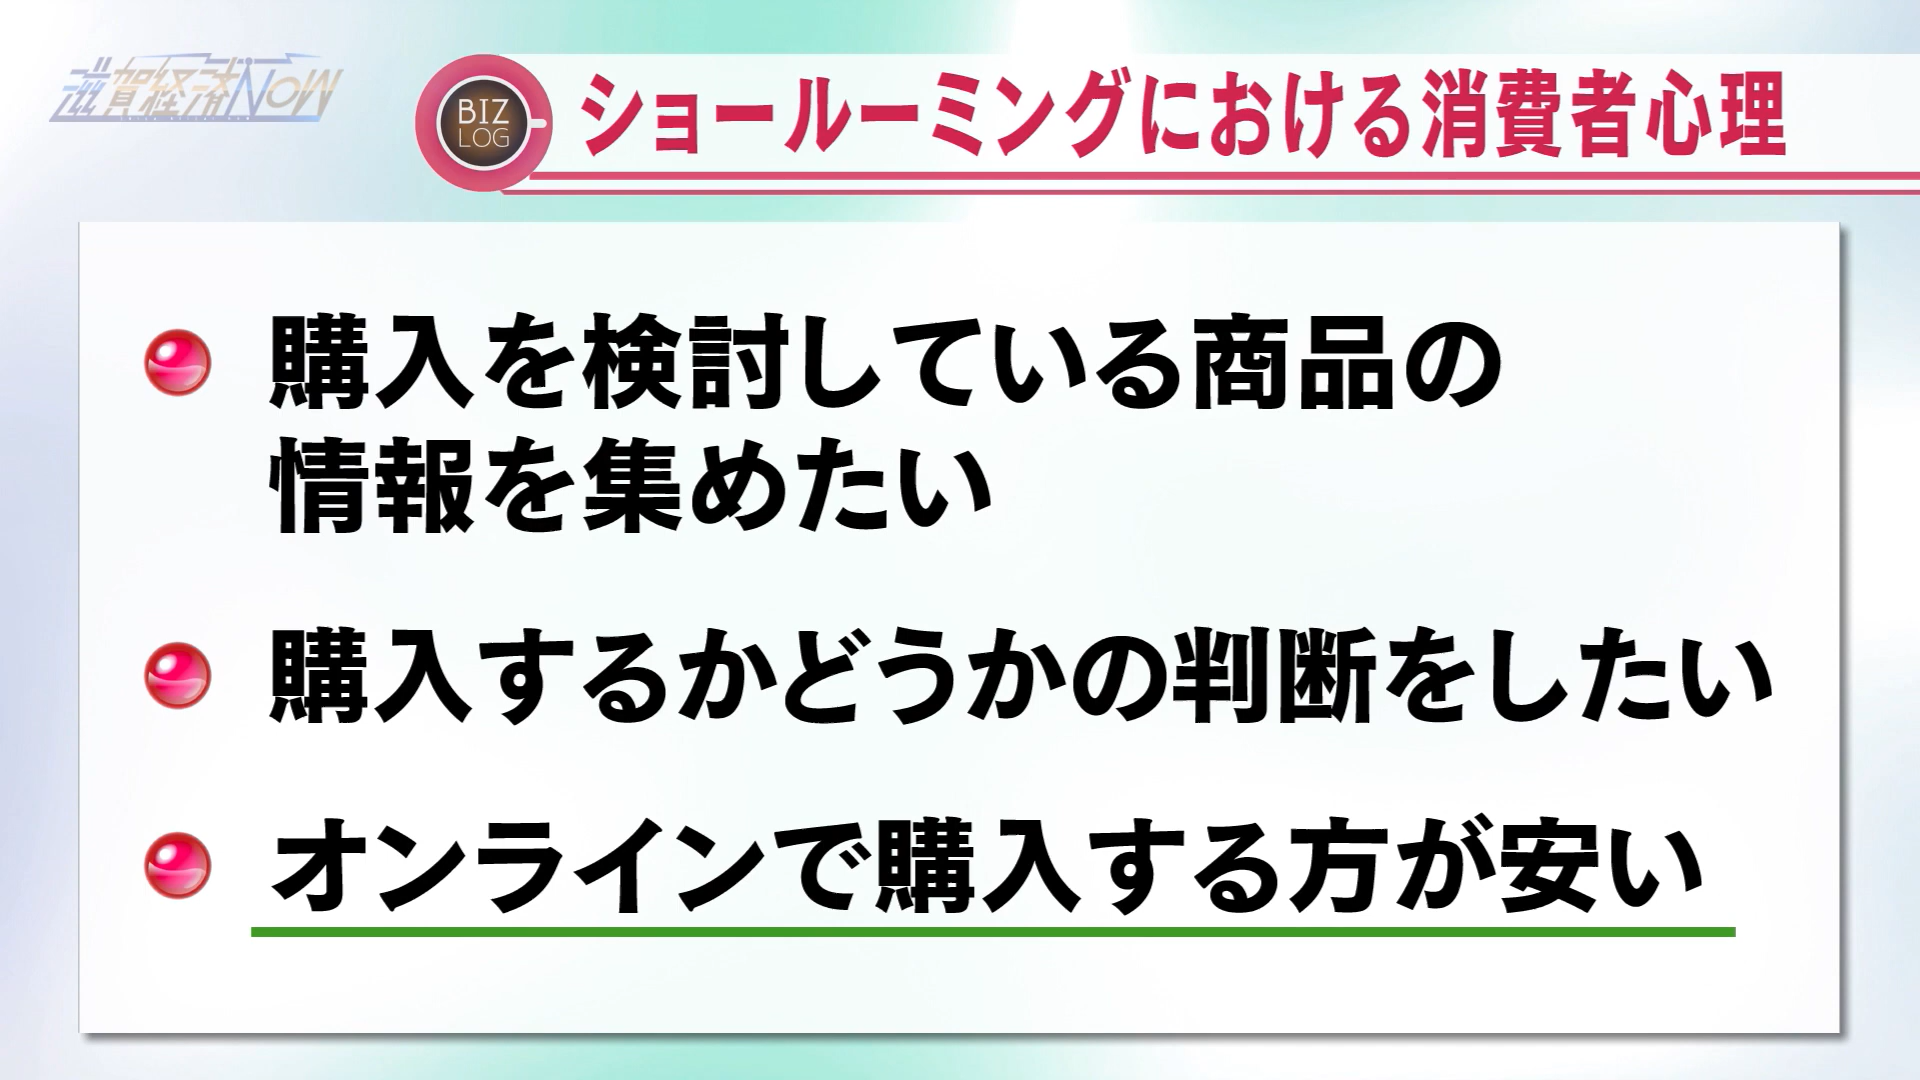 滋賀経済NOW
BIZ
LOG
ショールーミングにおける消費者心理
購入を検討している商品の
情報を集めたい
購入するかどうかの判断をしたい
オンラインで購入する方が安い